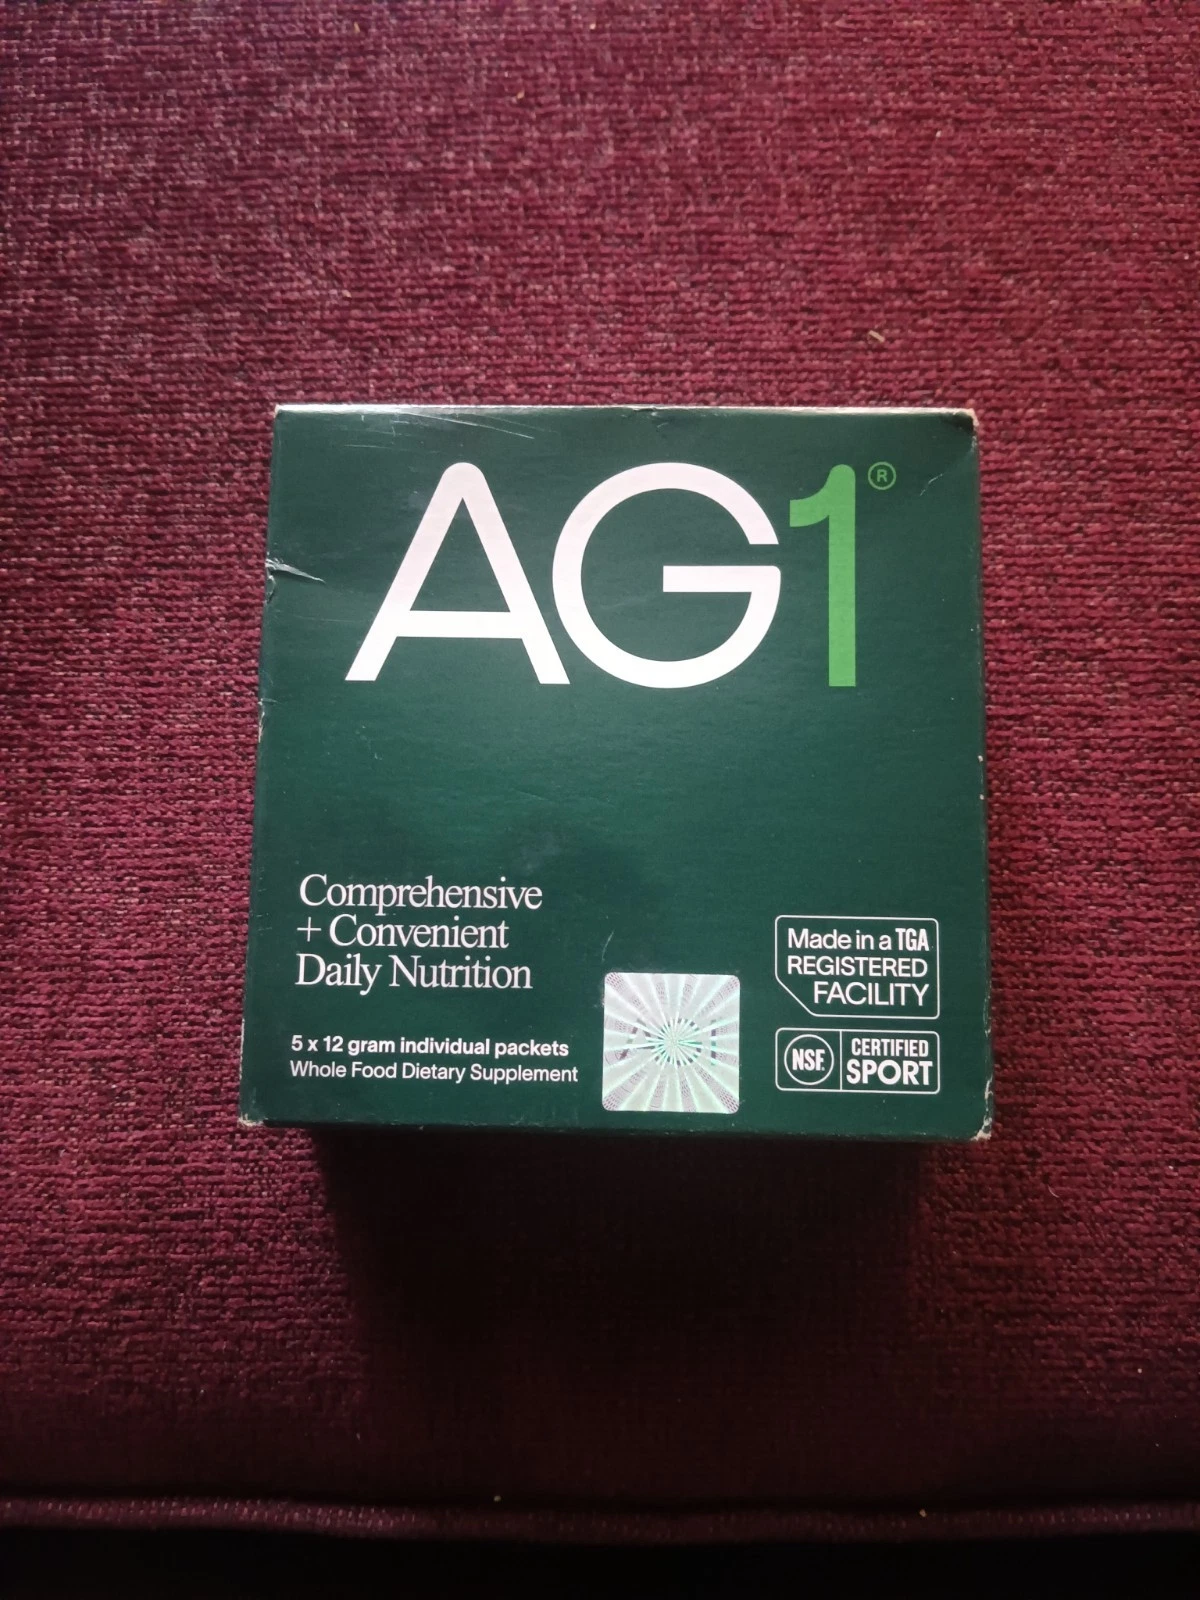 AG1®
Comprehensive
+ Convenient
Daily Nutrition
5 x 12 gram individual packets
Whole Food Dietary Supplement
Made in a TGA
REGISTERED
FACILITY
NSF.
CERTIFIED
SPORT